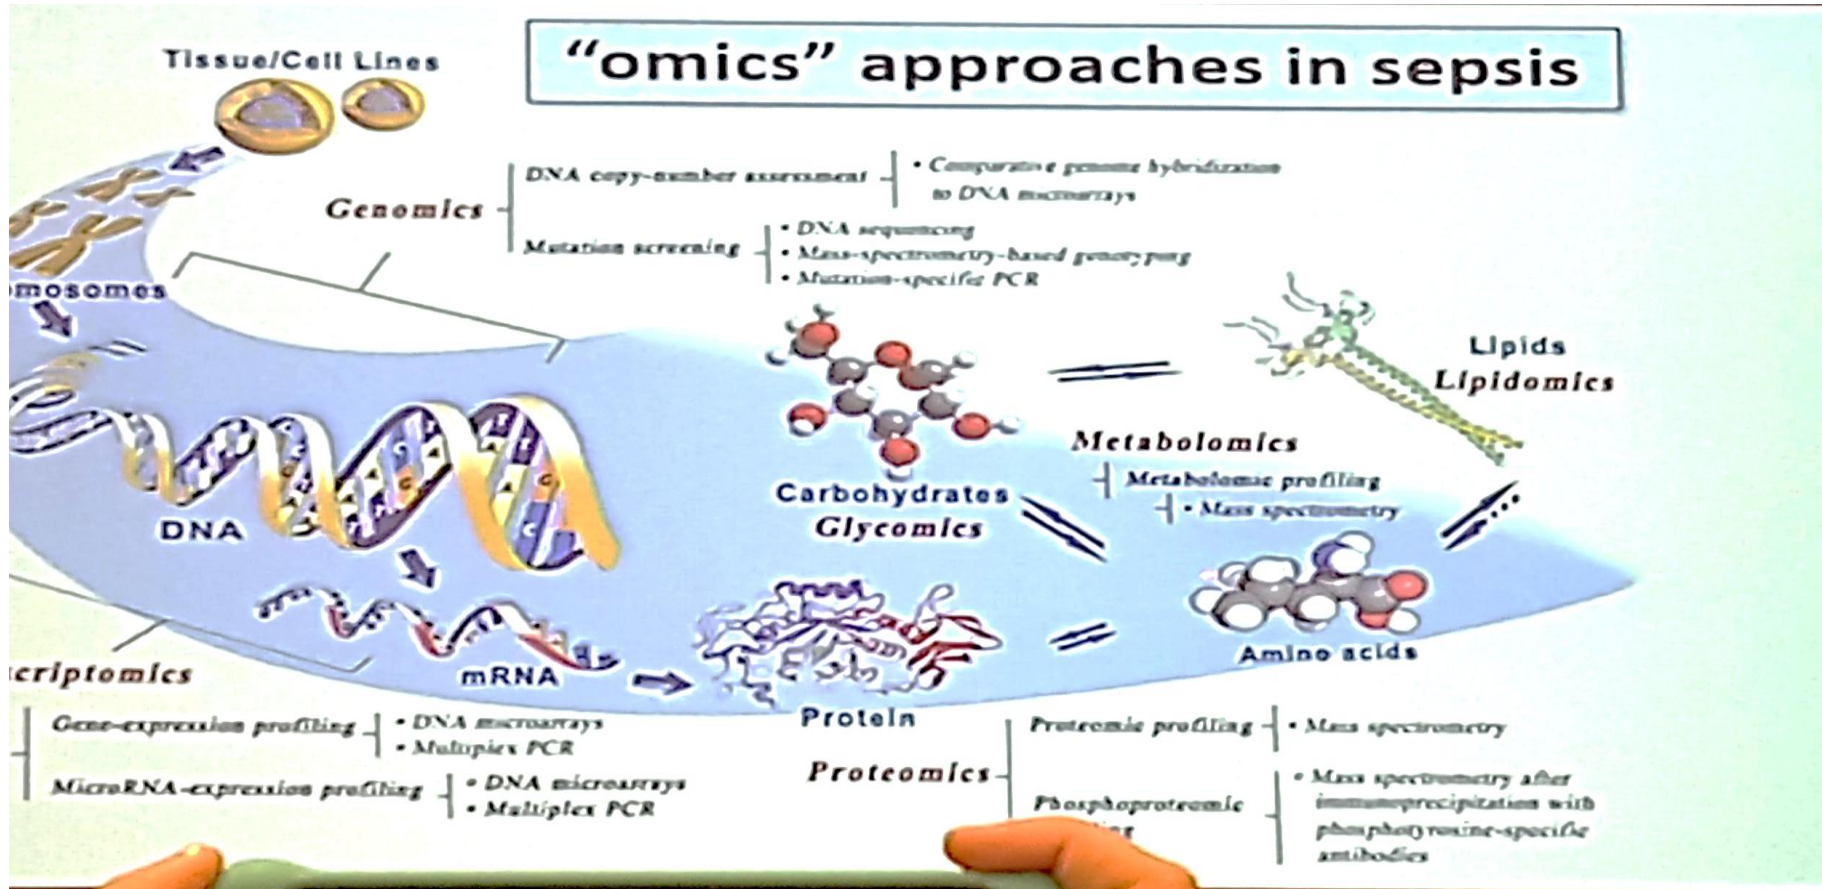 Tissue/Cell Lines
“omics” approaches in sepsis
Genomics
DNA copy-number assessment
• Comparative genome hybridization
to DNA microarrays
Mutation screening
• DNA sequencing
• Mass-spectrometry-based genotyping
• Mutation-specific PCR
mosomes
Lipids
Lipidomics
Metabolomics
Metabolomic profiling
• Mass spectrometry
Carbohydrates
Glycomics
DNA
Amino acids
mRNA
Protein
criptomics
Gene-expression profiling
• DNA microarrays
• Multiplex PCR
MicroRNA-expression profiling
• DNA microarrays
• Multiplex PCR
Proteomics
Proteomic profiling
• Mass spectrometry
Phosphoproteomic
• Mass spectrometry after
immunoprecipitation with
phosphotyrosine-specific
antibodies